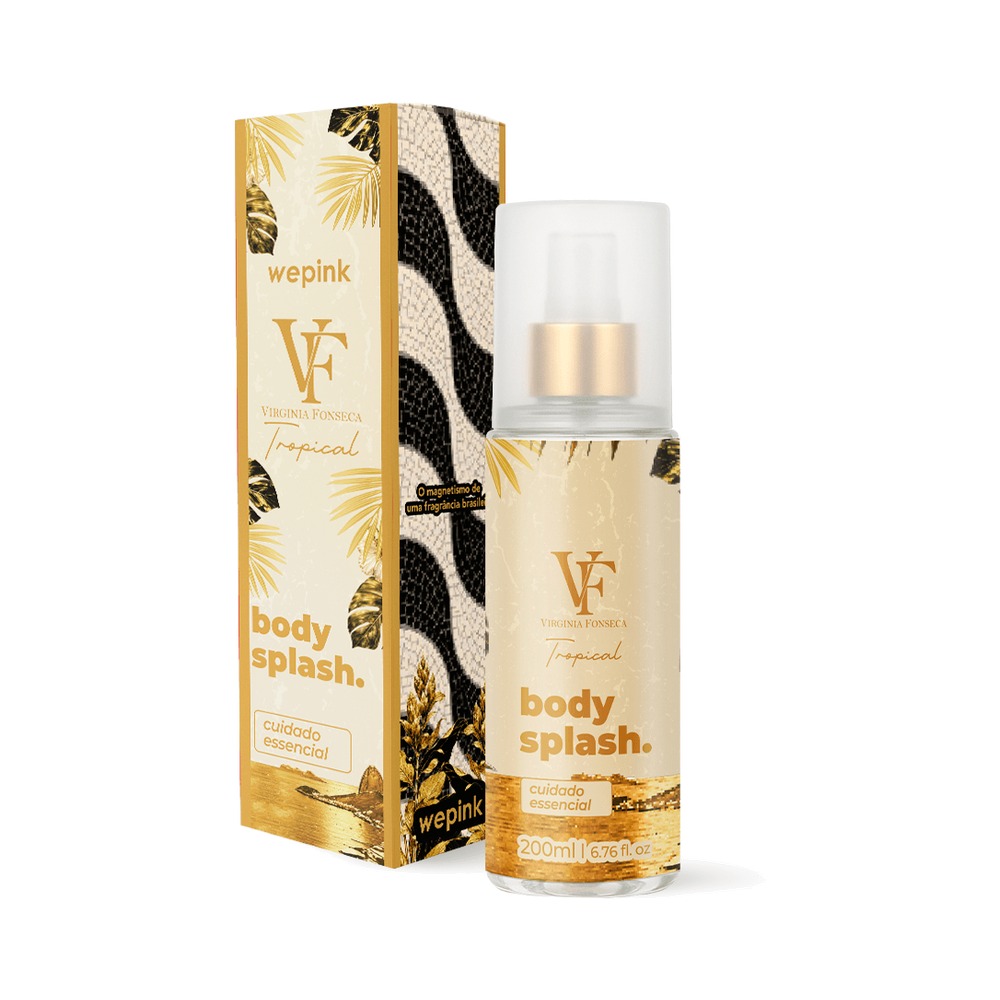 wepink
VF
VIRGINIA FONSECA
Tropical
body
splash.
cuidado
essencial
O magnetismo de
uma fragrância
wepink
VF
VIRGINIA FONSECA
Tropical
body
splash.
cuidado
essencial
200ml | 6.76 fl. oz